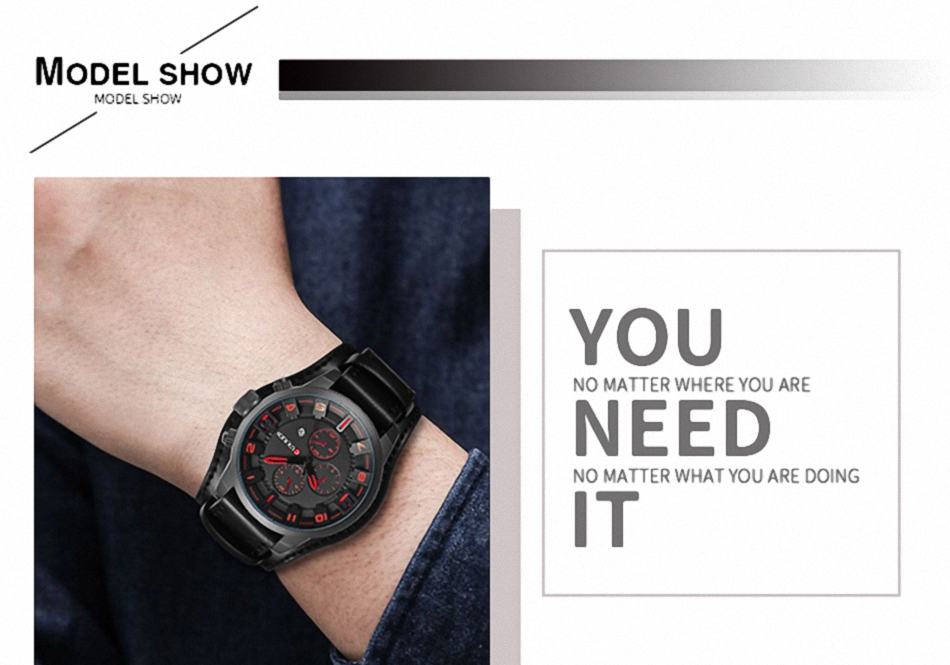 MODEL SHOW
MODEL SHOW
YOU
NO MATTER WHERE YOU ARE
NEED
NO MATTER WHAT YOU ARE DOING
IT